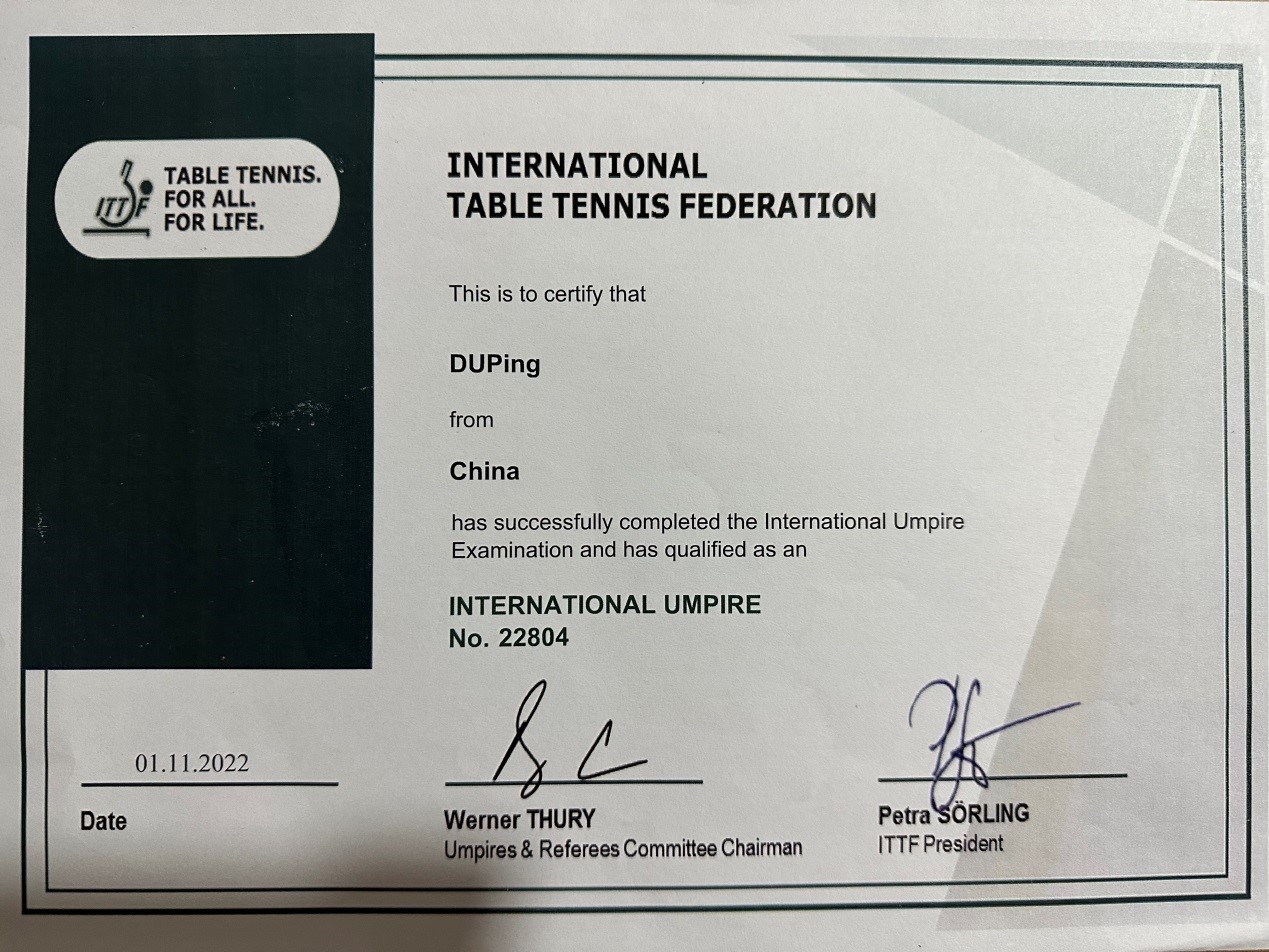 ITTF
TABLE TENNIS.
FOR ALL.
FOR LIFE.
INTERNATIONAL
TABLE TENNIS FEDERATION
This is to certify that
DUPing
from
China
has successfully completed the International Umpire
Examination and has qualified as an
INTERNATIONAL UMPIRE
No. 22804
01.11.2022
Date
Werner THURY
Umpires & Referees Committee Chairman
Petra SÖRLING
ITTF President